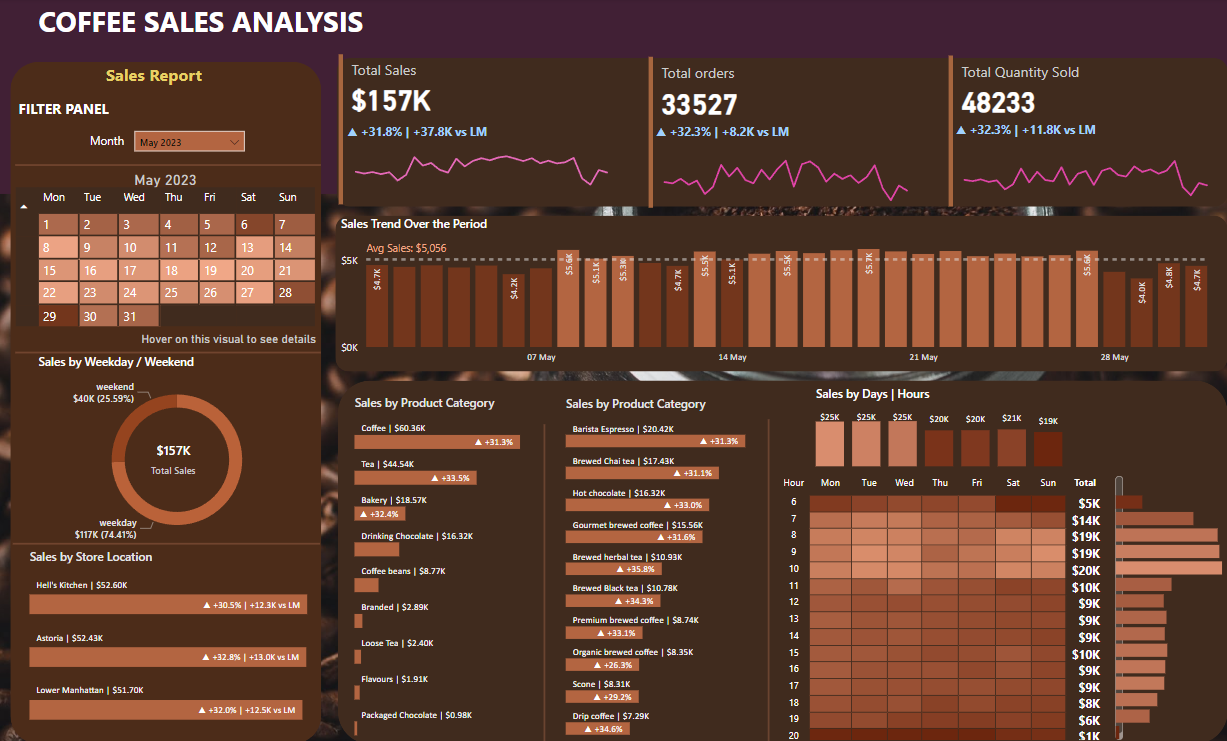 COFFEE SALES ANALYSIS
Sales Report
FILTER PANEL
Month May 2023
May 2023
Mon Tue Wed Thu Fri Sat Sun
1 2 3 4 5 6 7
8 9 10 11 12 13 14
15 16 17 18 19 20 21
22 23 24 25 26 27 28
29 30 31
Hover on this visual to see details
Sales by Weekday / Weekend
weekend
$40K (25.59%)
$157K
Total Sales
weekday
$117K (74.41%)
Sales by Store Location
Hell's Kitchen | $52.60K
▲ +30.5% | +12.3K vs LM
Astoria | $52.43K
▲ +32.8% | +13.0K vs LM
Lower Manhattan | $51.70K
▲ +32.0% | +12.5K vs LM
Total Sales
$157K
▲ +31.8% | +37.8K vs LM
Total orders
33527
▲ +32.3% | +8.2K vs LM
Total Quantity Sold
48233
▲ +32.3% | +11.8K vs LM
Sales Trend Over the Period
Avg Sales: $5,056
$5K
$0K
$4.7K $4.2K $5.6K $5.1K $5.3K $4.7K $5.5K $5.1K $5.5K $5.7K $5.6K $4.0K $4.8K $4.7K
07 May 14 May 21 May 28 May
Sales by Product Category
Coffee | $60.36K
▲ +31.3%
Tea | $44.54K
▲ +33.5%
Bakery | $18.57K
▲ +32.4%
Drinking Chocolate | $16.32K
Coffee beans | $8.77K
Branded | $2.89K
Loose Tea | $2.40K
Flavours | $1.91K
Packaged Chocolate | $0.98K
Sales by Product Category
Barista Espresso | $20.42K
▲ +31.3%
Brewed Chai tea | $17.43K
▲ +31.1%
Hot chocolate | $16.32K
▲ +33.0%
Gourmet brewed coffee | $15.56K
▲ +31.6%
Brewed herbal tea | $10.93K
▲ +35.8%
Brewed Black tea | $10.78K
▲ +34.3%
Premium brewed coffee | $8.74K
▲ +33.1%
Organic brewed coffee | $8.35K
▲ +26.3%
Scone | $8.31K
▲ +29.2%
Drip coffee | $7.29K
▲ +34.6%
Sales by Days | Hours
$25K $25K $25K $20K $20K $21K $19K
Hour Mon Tue Wed Thu Fri Sat Sun Total
6 $5K
7 $14K
8 $19K
9 $19K
10 $20K
11 $10K
12 $9K
13 $9K
14 $9K
15 $10K
16 $9K
17 $9K
18 $8K
19 $6K
20 $1K